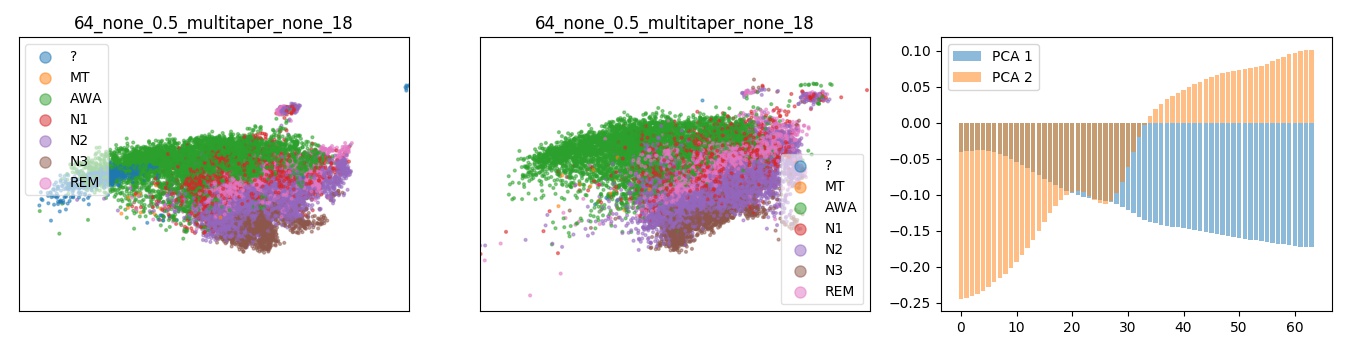 64_none_0.5_multitaper_none_18
?
MT
AWA
N1
N2
N3
REM
64_none_0.5_multitaper_none_18
?
MT
AWA
N1
N2
N3
REM
PCA 1
PCA 2
0.10
0.05
0.00
−0.05
−0.10
−0.15
−0.20
−0.25
0 10 20 30 40 50 60